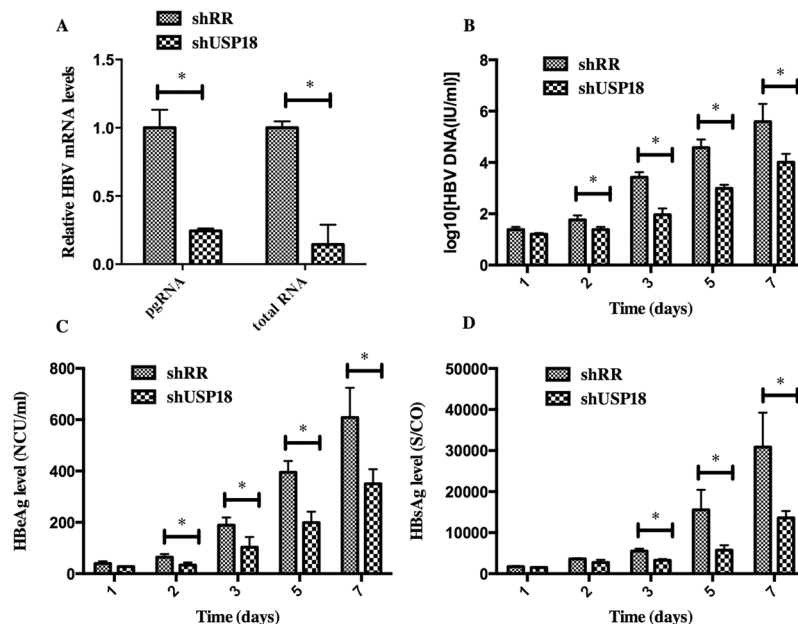 A
shRR
shUSP18
Relative HBV mRNA levels
1.5
1.0
0.5
0.0
*
*
pgRNA
total RNA
B
shRR
shUSP18
log10[HBV DNA(IU/ml)]
10
8
6
4
2
0
*
*
*
*
1
2
3
5
7
Time (days)
C
shRR
shUSP18
HBeAg level (NCU/ml)
800
600
400
200
0
*
*
*
*
1
2
3
5
7
Time (days)
D
shRR
shUSP18
HBsAg level (S/CO)
50000
40000
30000
20000
10000
0
*
*
*
1
2
3
5
7
Time (days)